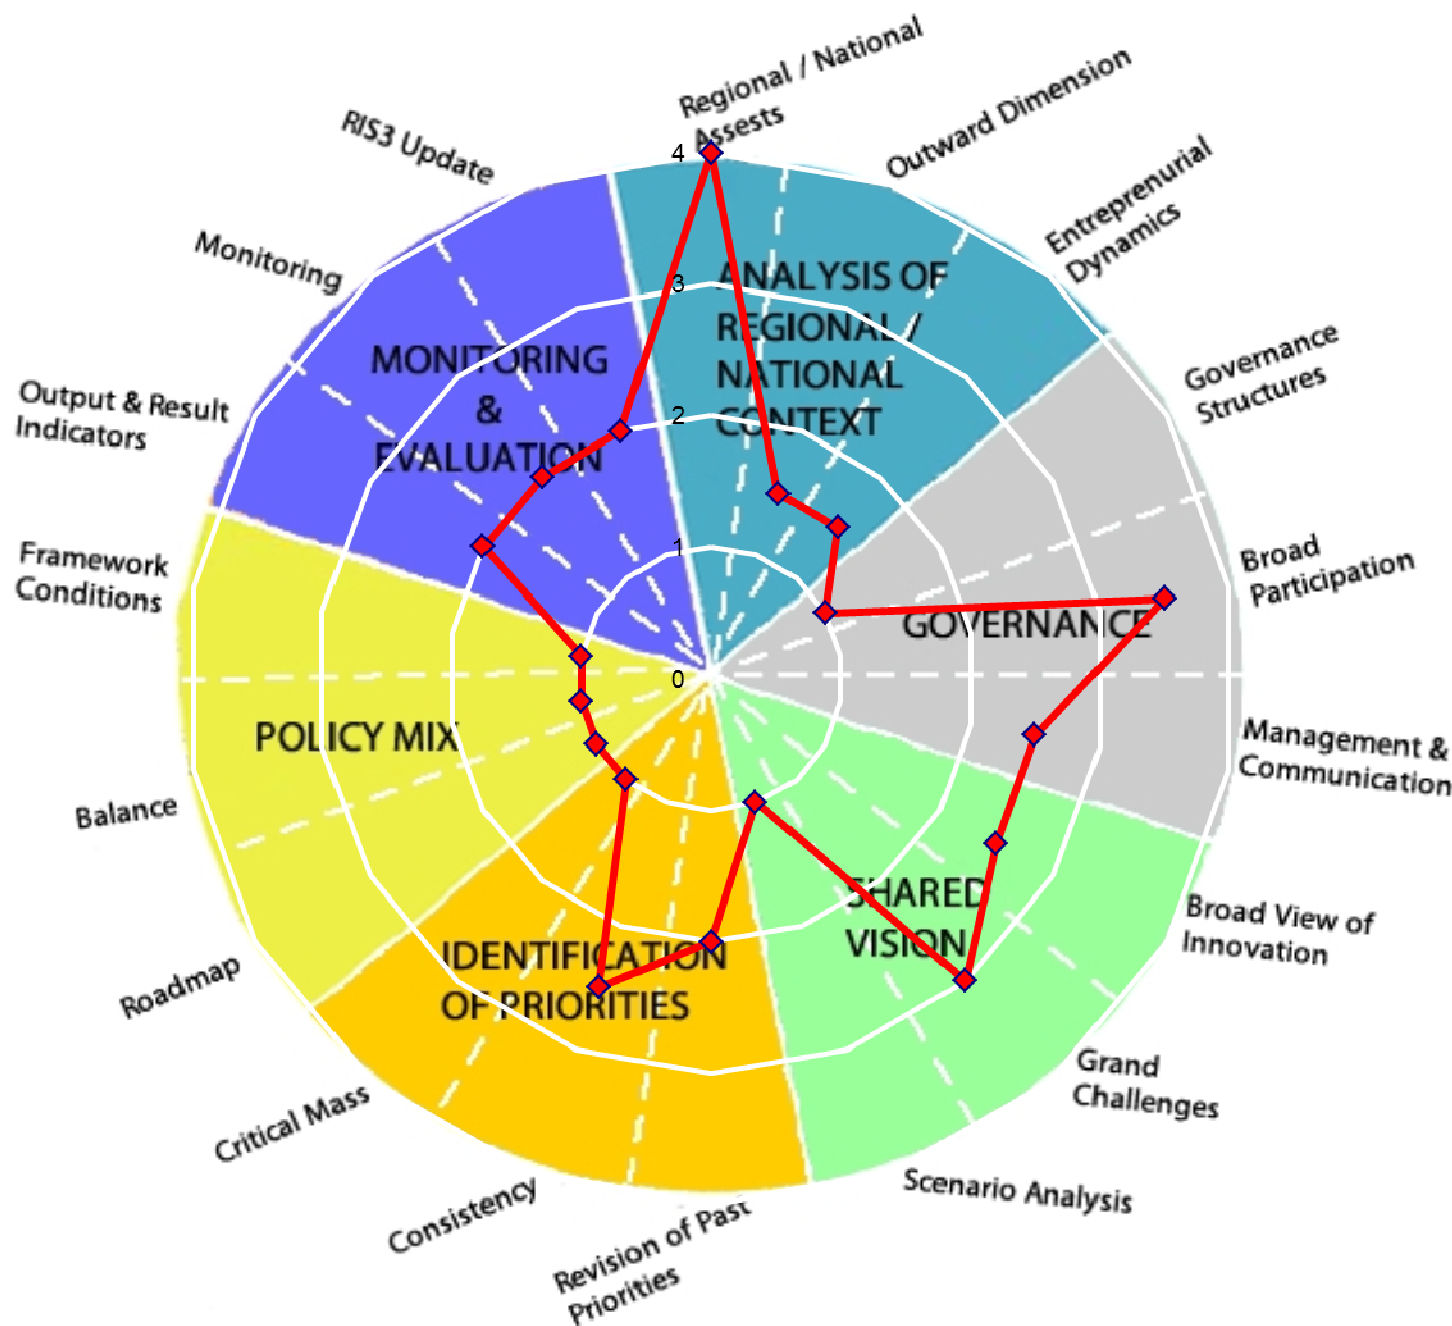 Regional / National
Assests
Outward Dimension
Entreprenurial
Dynamics
Governance
Structures
Broad
Participation
Management &
Communication
Broad View of
Innovation
Grand
Challenges
Scenario Analysis
Revision of Past
Priorities
Consistency
Critical Mass
Roadmap
Balance
Framework
Conditions
Output & Result
Indicators
Monitoring
RIS3 Update
4
3
2
1
0
ANALYSIS OF
REGIONAL /
NATIONAL
CONTEXT
GOVERNANCE
SHARED
VISION
IDENTIFICATION
OF PRIORITIES
POLICY MIX
MONITORING
&
EVALUATION